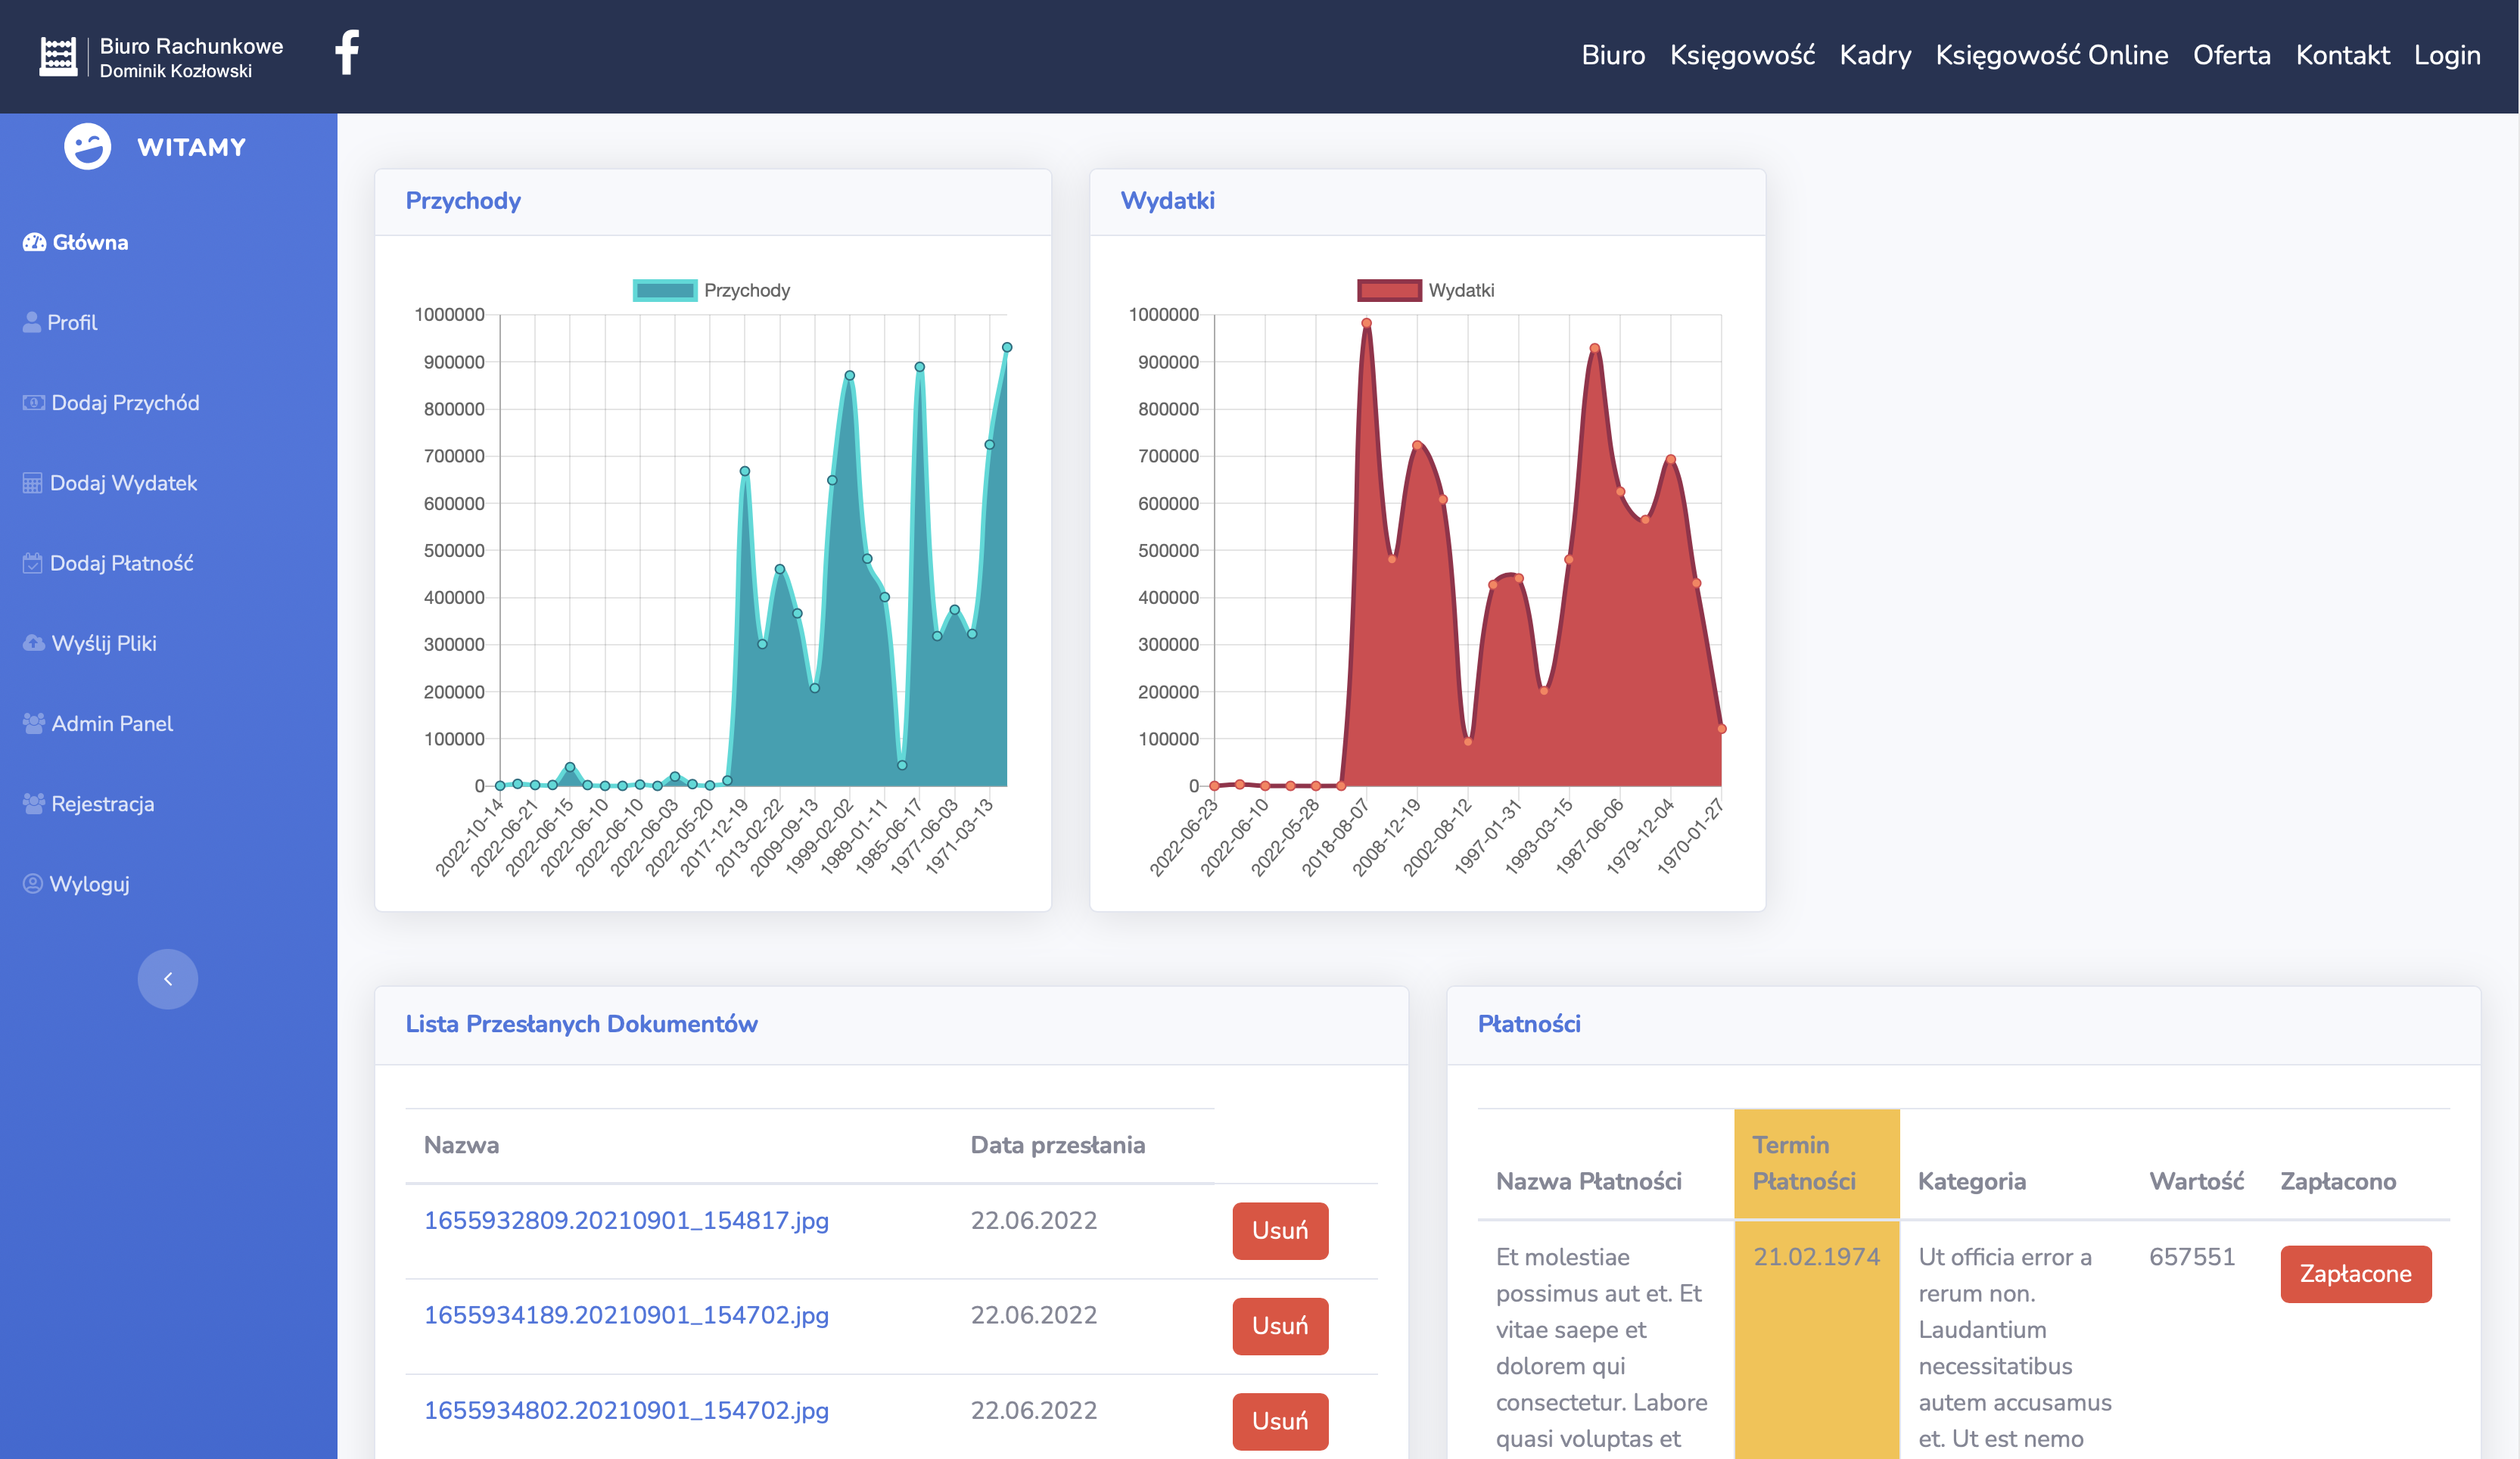 Biuro Rachunkowe
Dominik Kozłowski
Biuro Księgowość Kadry Księgowość Online Oferta Kontakt Login
WITAMY
Główna
Profil
Dodaj Przychód
Dodaj Wydatek
Dodaj Płatność
Wyślij Pliki
Admin Panel
Rejestracja
Wyloguj
Przychody
Przychody
1000000
900000
800000
700000
600000
500000
400000
300000
200000
100000
0
2022-10-14
2022-06-21
2022-06-15
2022-06-10
2022-06-10
2022-06-03
2022-05-20
2017-12-19
2013-02-22
2009-09-13
1999-02-02
1989-01-11
1985-06-17
1977-06-03
1971-03-13
Wydatki
Wydatki
1000000
900000
800000
700000
600000
500000
400000
300000
200000
100000
0
2022-06-23
2022-06-10
2022-05-28
2018-08-07
2008-12-19
2002-08-12
1997-01-31
1993-03-15
1987-06-06
1979-12-04
1970-01-27
Lista Przesłanych Dokumentów
Nazwa Data przesłania
1655932809.20210901_154817.jpg 22.06.2022 Usuń
1655934189.20210901_154702.jpg 22.06.2022 Usuń
1655934802.20210901_154702.jpg 22.06.2022 Usuń
Płatności
Nazwa Płatności
Termin
Płatności
Kategoria
Wartość
Zapłacono
Et molestiae
possimus aut et. Et
vitae saepe et
dolorem qui
consectetur. Labore
quasi voluptas et
21.02.1974
Ut officia error a
rerum non.
Laudantium
necessitatibus
autem accusamus
et. Ut est nemo
657551
Zapłacone